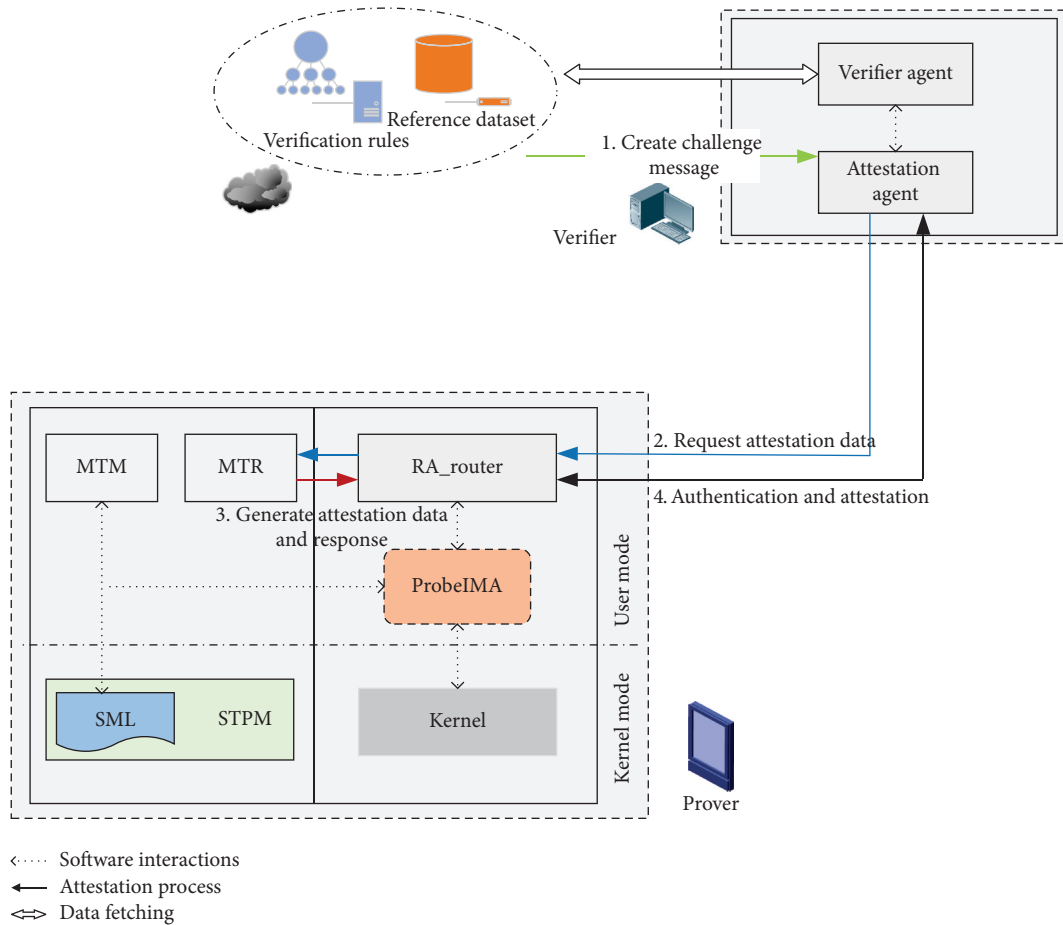 Verification rules
Reference dataset
Verifier agent
1. Create challenge
message
Attestation
agent
Verifier
MTM
MTR
RA_router
2. Request attestation data
4. Authentication and attestation
3. Generate attestation data
and response
ProbeIMA
User mode
SML
STPM
Kernel
Kernel mode
Prover
Software interactions
Attestation process
Data fetching